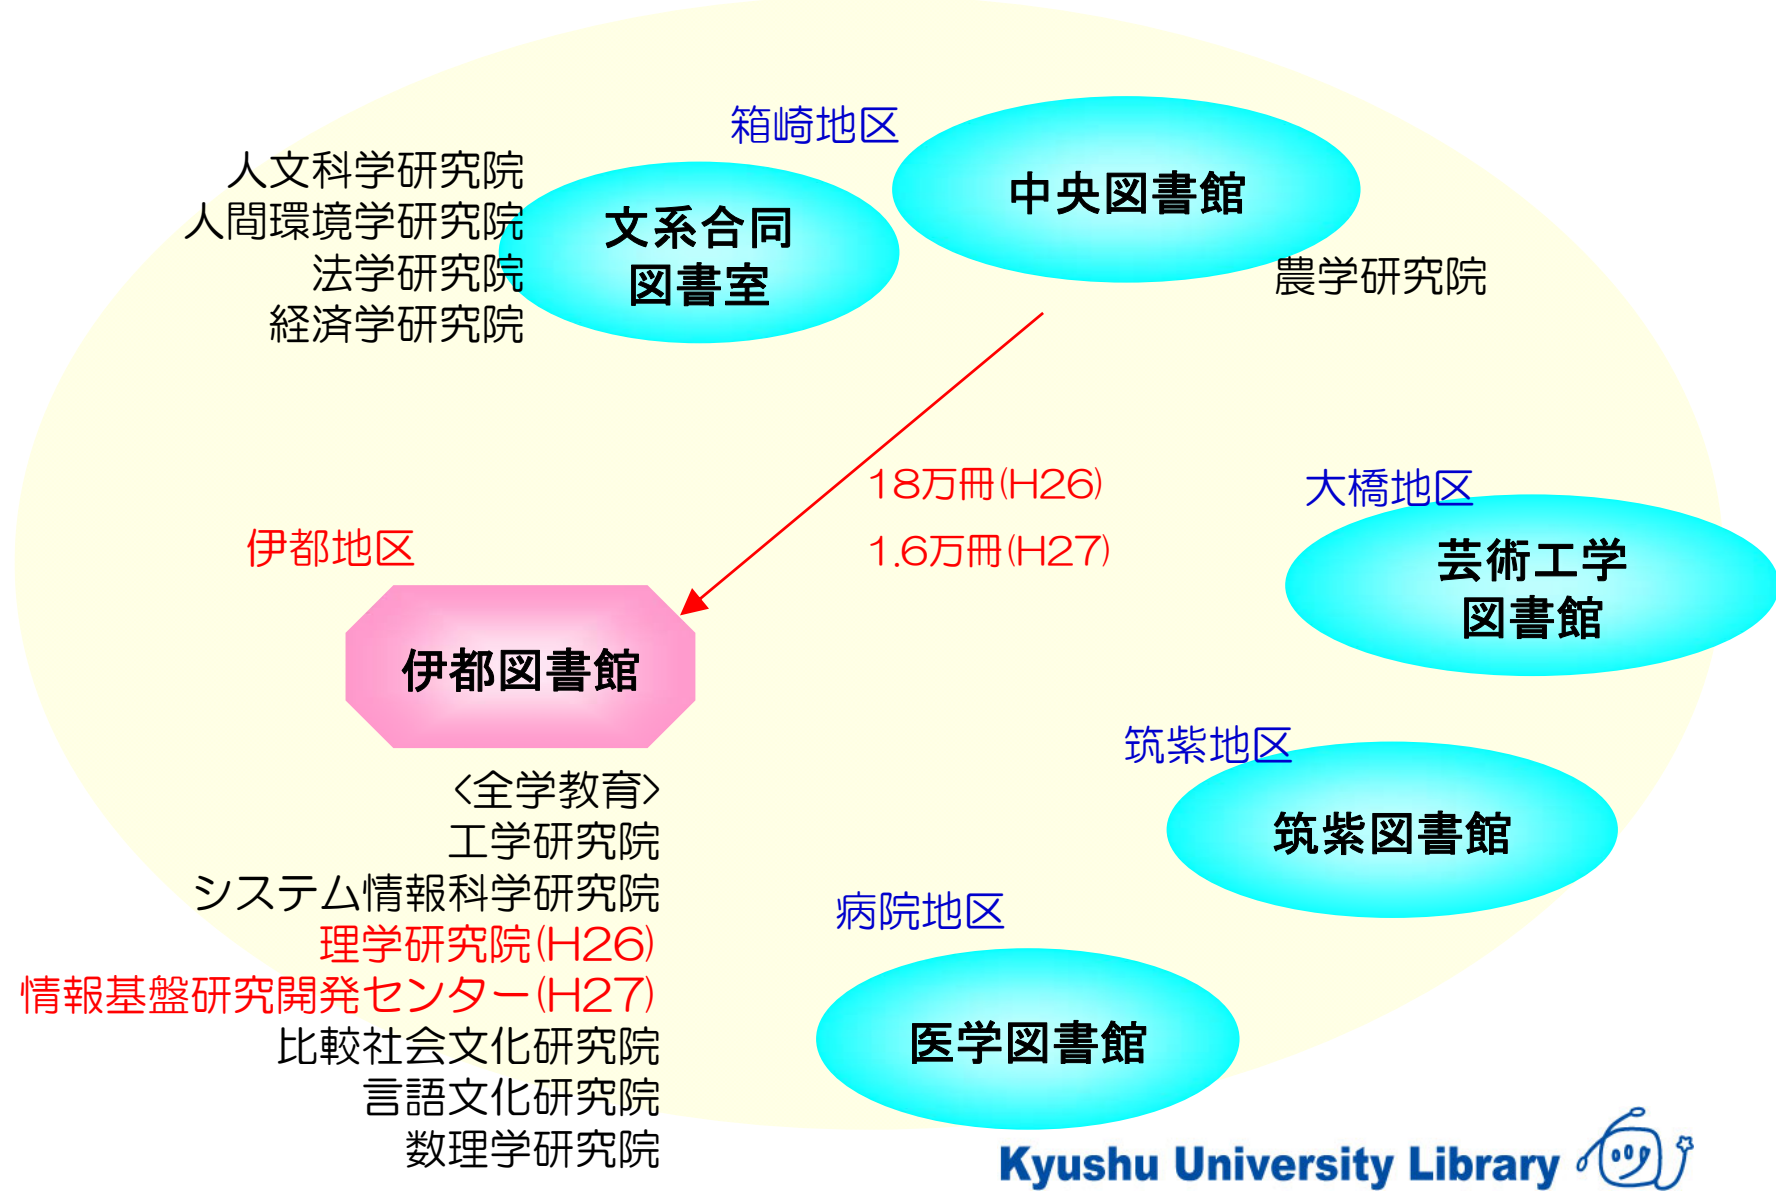 箱崎地区
中央図書館
農学研究院
人文科学研究院
人間環境学研究院
法学研究院
経済学研究院
文系合同
図書室
18万冊(H26)
1.6万冊(H27)
大橋地区
芸術工学
図書館
伊都地区
伊都図書館
<全学教育>
工学研究院
システム情報科学研究院
理学研究院(H26)
情報基盤研究開発センター(H27)
比較社会文化研究院
言語文化研究院
数理学研究院
筑紫地区
筑紫図書館
病院地区
医学図書館
Kyushu University Library